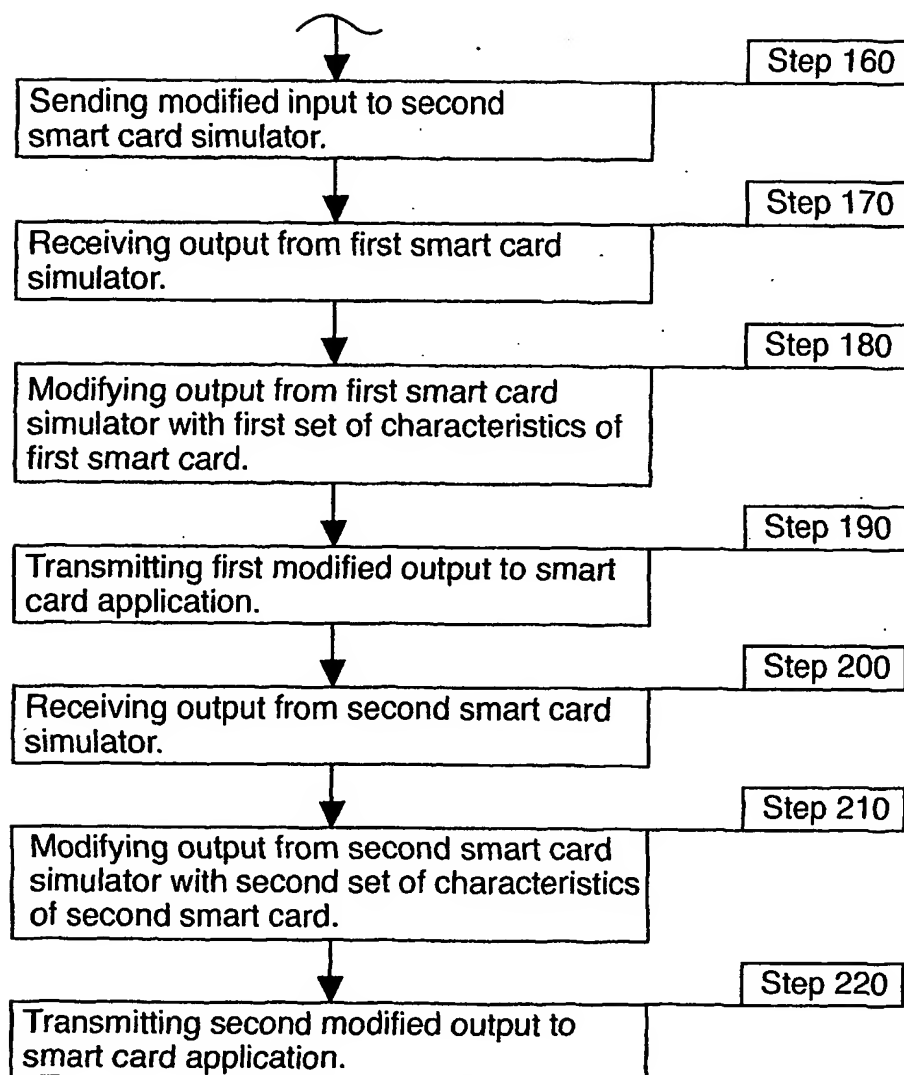 Step 160
Sending modified input to second
smart card simulator.
Step 170
Receiving output from first smart card
simulator.
Step 180
Modifying output from first smart card
simulator with first set of characteristics of
first smart card.
Step 190
Transmitting first modified output to smart
card application.
Step 200
Receiving output from second smart card
simulator.
Step 210
Modifying output from second smart card
simulator with second set of characteristics
of second smart card.
Step 220
Transmitting second modified output to
smart card application.